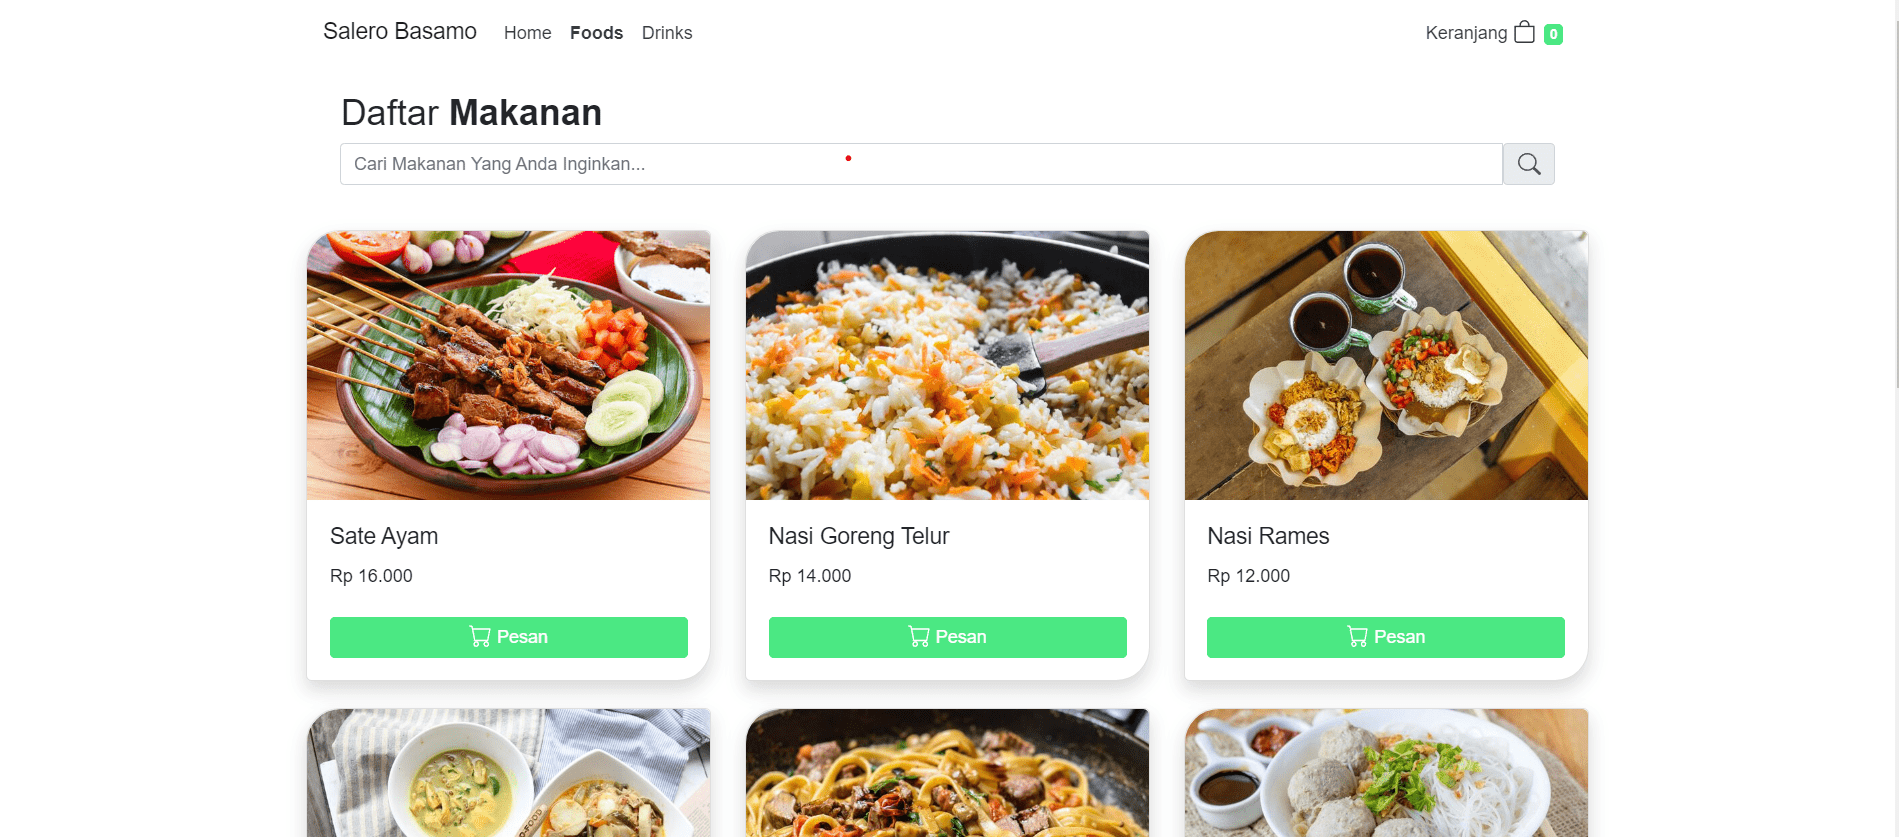 Salero Basamo Home Foods Drinks Keranjang 0
Daftar Makanan
Cari Makanan Yang Anda Inginkan...
Sate Ayam
Rp 16.000
Pesan
Nasi Goreng Telur
Rp 14.000
Pesan
Nasi Rames
Rp 12.000
Pesan